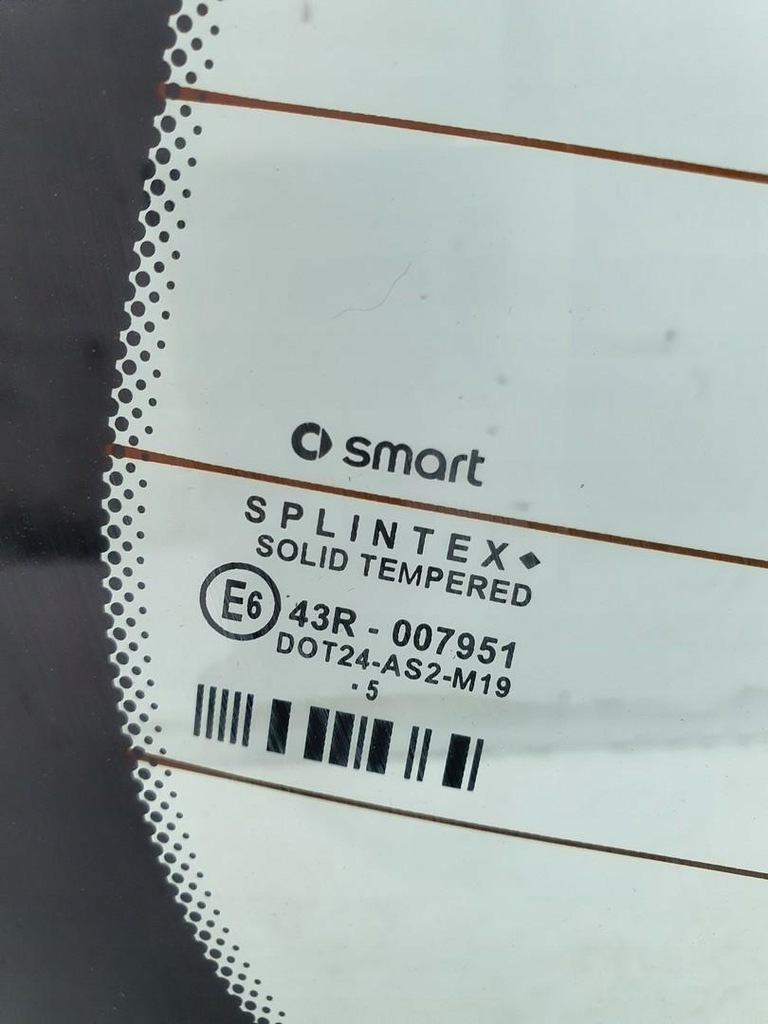 smart
SPLINTEX
SOLID TEMPERED
E6 43R - 007951
DOT24-AS2-M19
. 5